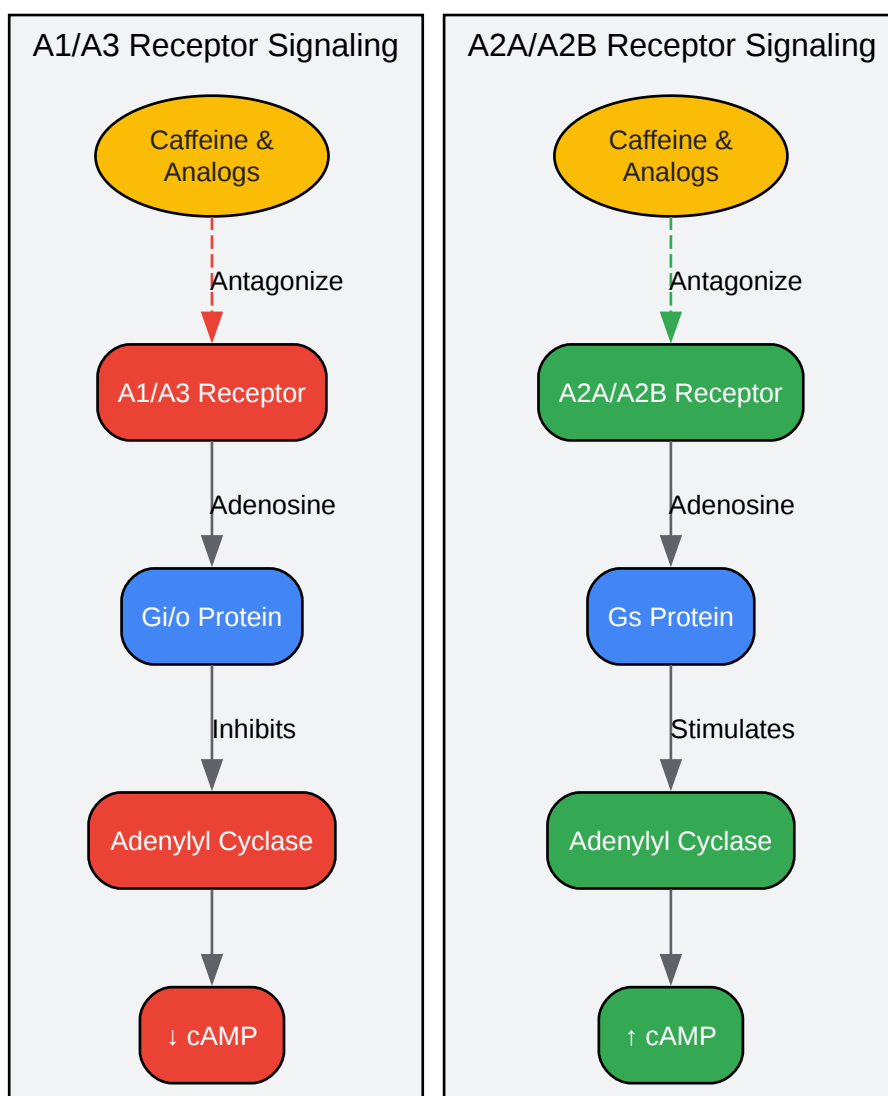 A1/A3 Receptor Signaling
Caffeine &
Analogs
Antagonize
A1/A3 Receptor
Adenosine
Gi/o Protein
Inhibits
Adenylyl Cyclase
↓ cAMP
A2A/A2B Receptor Signaling
Caffeine &
Analogs
Antagonize
A2A/A2B Receptor
Adenosine
Gs Protein
Stimulates
Adenylyl Cyclase
↑ cAMP